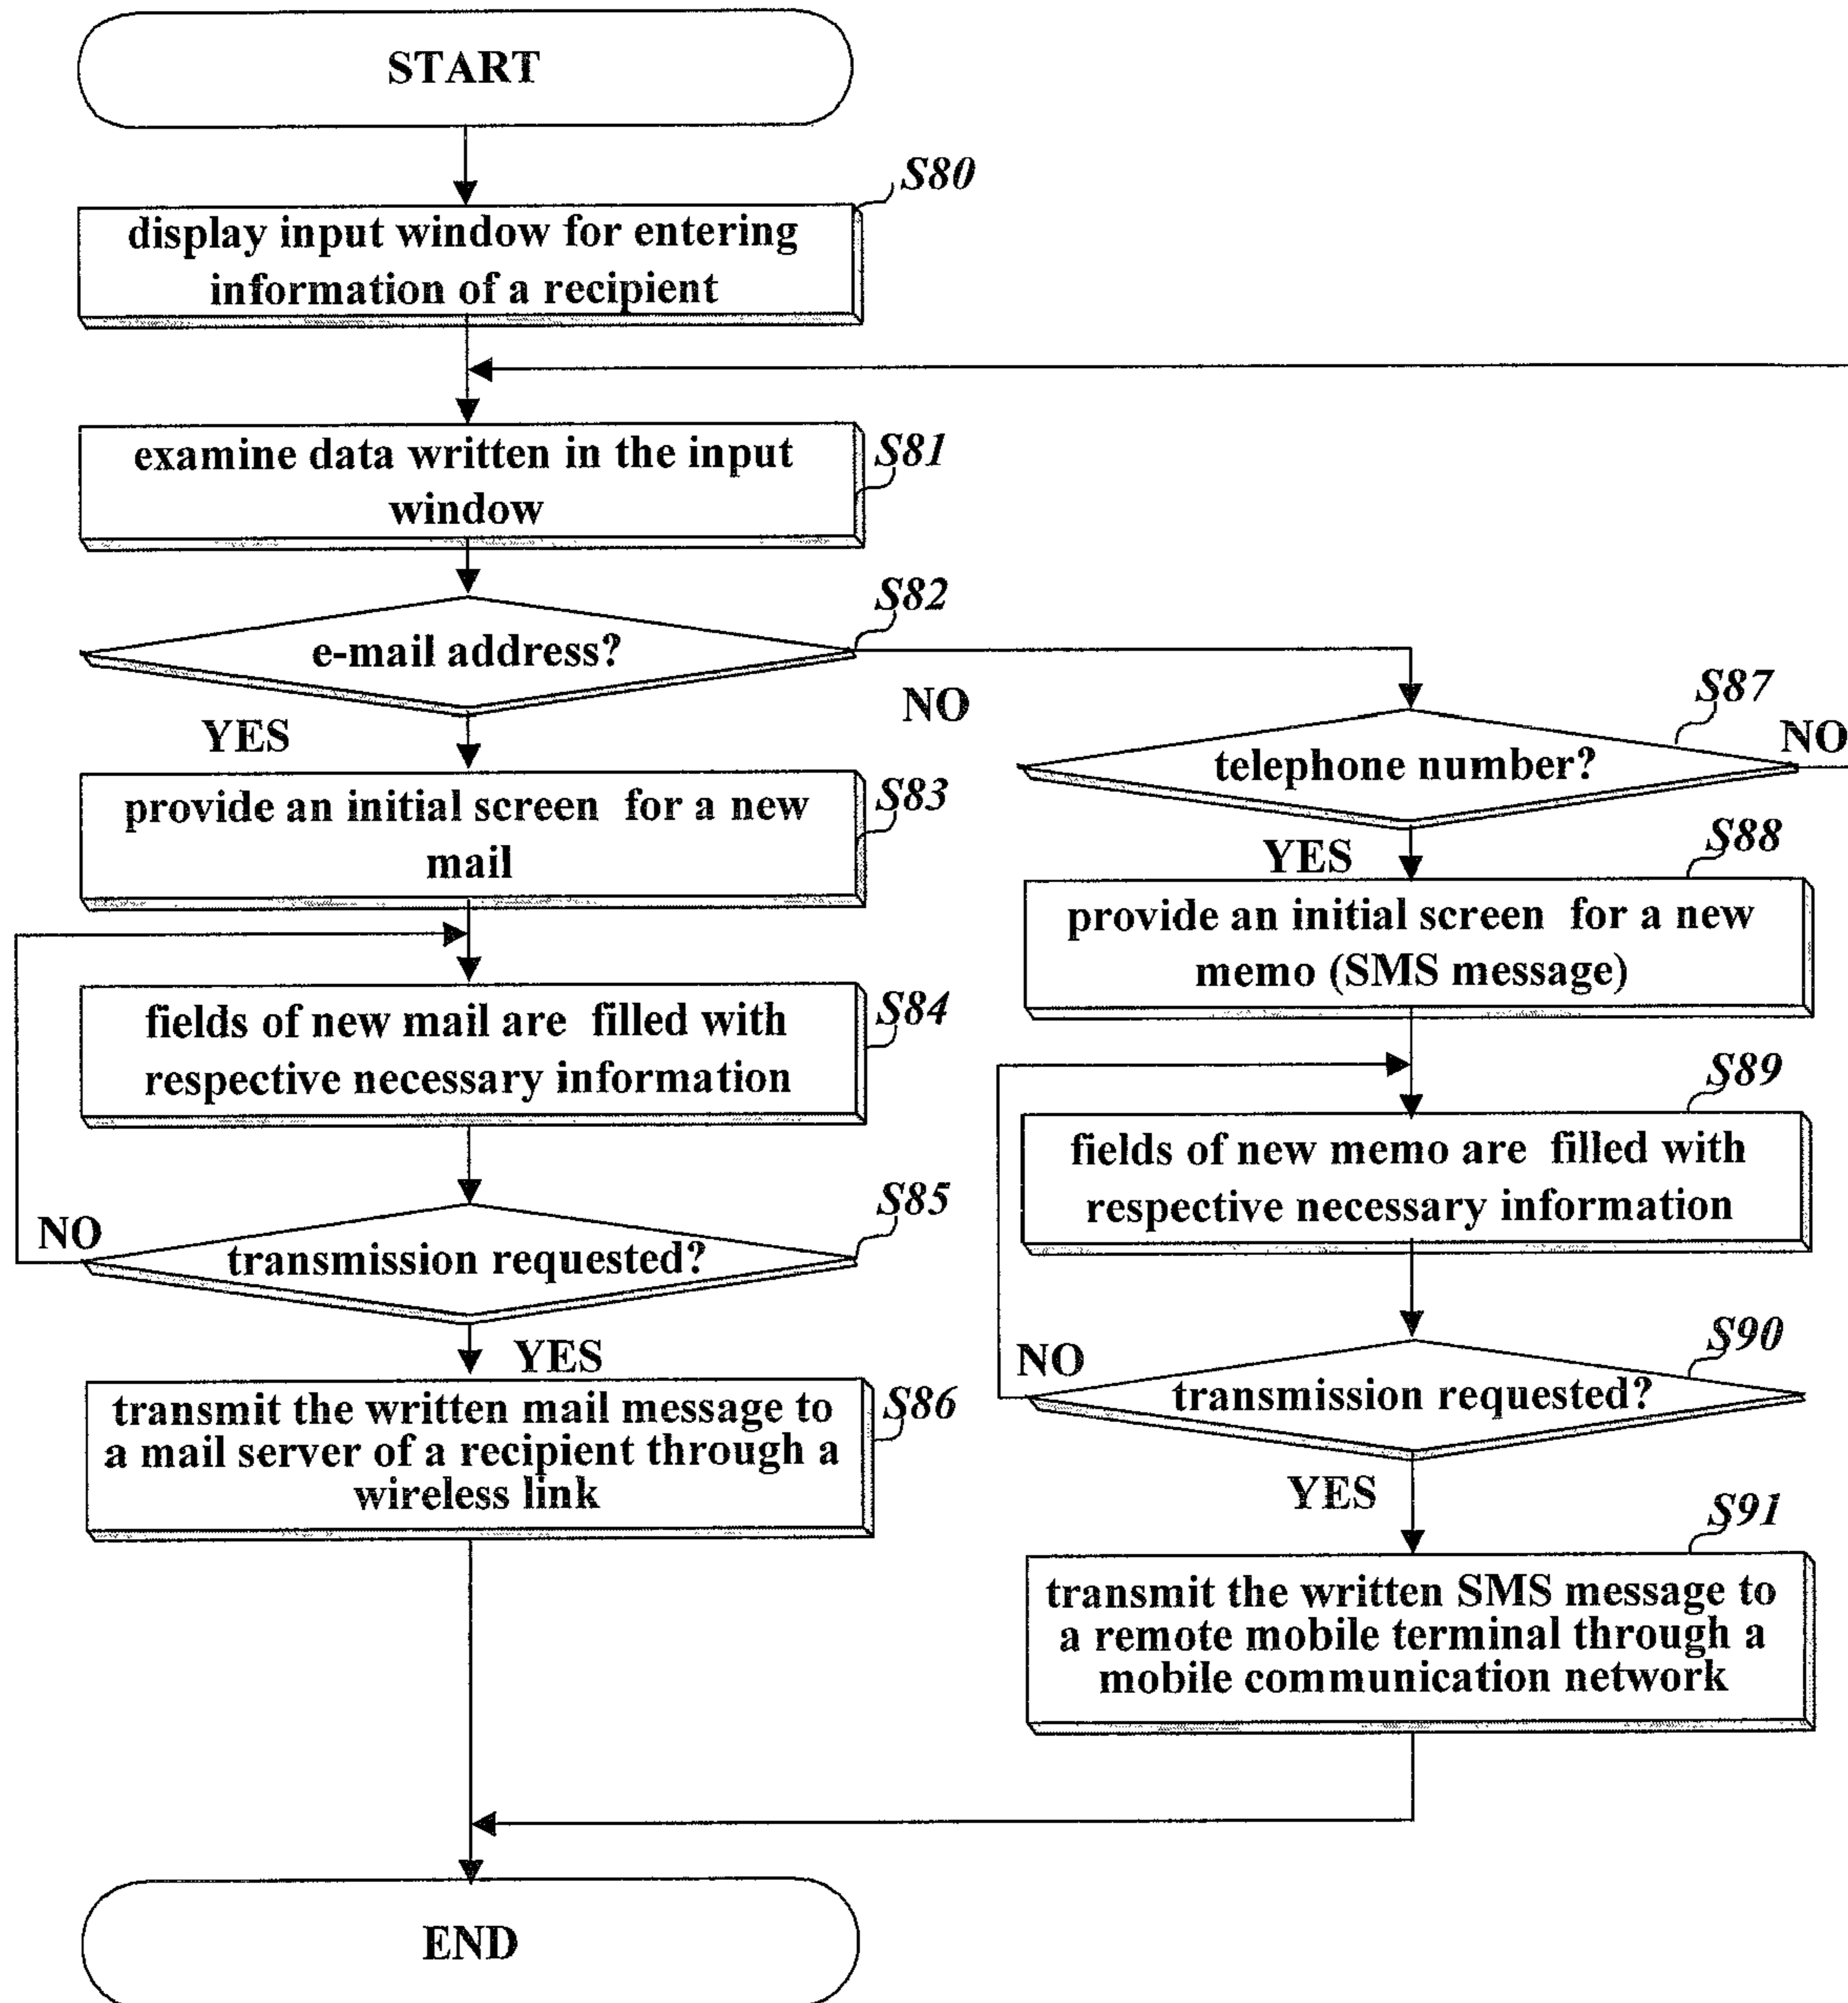 START
S80
display input window for entering
information of a recipient
S81
examine data written in the input
window
S82
e-mail address?
NO
YES
S83
provide an initial screen for a new
mail
S84
fields of new mail are filled with
respective necessary information
S85
NO
transmission requested?
YES
S86
transmit the written mail message to
a mail server of a recipient through a
wireless link
S87
NO
telephone number?
YES
S88
provide an initial screen for a new
memo (SMS message)
S89
fields of new memo are filled with
respective necessary information
S90
NO
transmission requested?
YES
S91
transmit the written SMS message to
a remote mobile terminal through a
mobile communication network
END